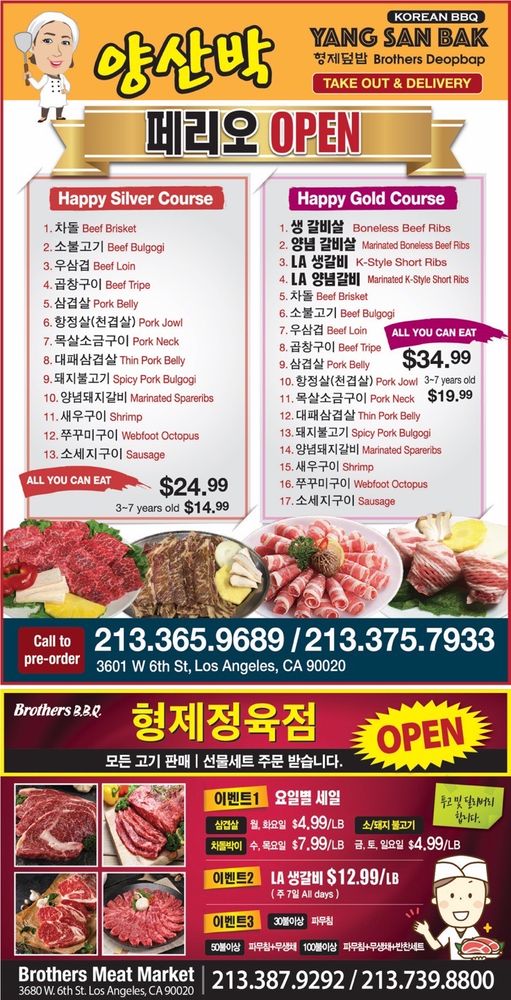 양산박
KOREAN BBQ
YANG SAN BAK
형제덮밥 Brothers Deopbap
TAKE OUT & DELIVERY
페리오 OPEN
Happy Silver Course
1. 차돌 Beef Brisket
2. 소불고기 Beef Bulgogi
3. 우삼겹 Beef Loin
4. 곱창구이 Beef Tripe
5. 삼겹살 Pork Belly
6. 항정살(천겹살) Pork Jowl
7. 목살소금구이 Pork Neck
8. 대패삼겹살 Thin Pork Belly
9. 돼지불고기 Spicy Pork Bulgogi
10. 양념돼지갈비 Marinated Spareribs
11. 새우구이 Shrimp
12. 쭈꾸미구이 Webfoot Octopus
13. 소세지구이 Sausage
ALL YOU CAN EAT
$24.99
3~7 years old $14.99
Happy Gold Course
1. 생 갈비살 Boneless Beef Ribs
2. 양념 갈비살 Marinated Boneless Beef Ribs
3. LA 생갈비 K-Style Short Ribs
4. LA 양념갈비 Marinated K-Style Short Ribs
5. 차돌 Beef Brisket
6. 소불고기 Beef Bulgogi
7. 우삼겹 Beef Loin
8. 곱창구이 Beef Tripe
9. 삼겹살 Pork Belly
10. 항정살(천겹살) Pork Jowl
11. 목살소금구이 Pork Neck
12. 대패삼겹살 Thin Pork Belly
13. 돼지불고기 Spicy Pork Bulgogi
14. 양념돼지갈비 Marinated Spareribs
15. 새우구이 Shrimp
16. 쭈꾸미구이 Webfoot Octopus
17. 소세지구이 Sausage
ALL YOU CAN EAT
$34.99
3~7 years old
$19.99
Call to
pre-order
213.365.9689 / 213.375.7933
3601 W 6th St, Los Angeles, CA 90020
Brothers B.B.Q.
형제정육점
OPEN
모든 고기 판매 | 선물세트 주문 받습니다.
이벤트1 요일별 세일
삼겹살 월, 화요일 $4.99/LB 소/돼지 불고기
차돌박이 수, 목요일 $7.99/LB 금, 토, 일요일 $4.99/LB
투고 및 딜리버리
합니다.
이벤트2 LA 생갈비 $12.99/LB
(주 7일 All days)
이벤트3 30불이상 파무침
50불이상 파무침+무생채 100불이상 파무침+무생채+반찬세트
Brothers Meat Market
3680 W. 6th St. Los Angeles, CA 90020
213.387.9292 / 213.739.8800